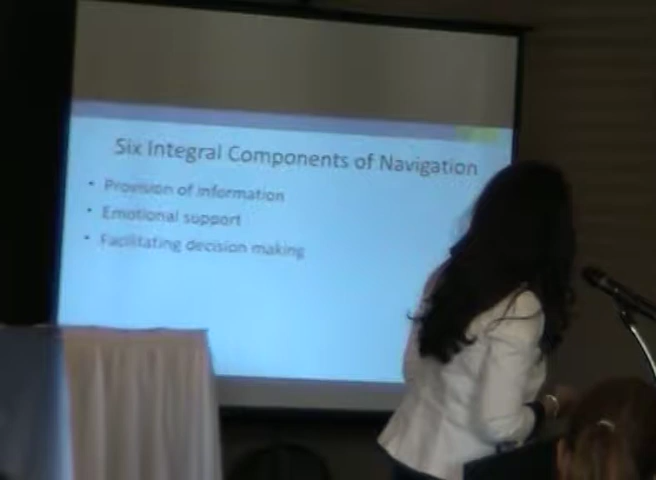 Six Integral Components of Navigation
• Provision of information
• Emotional support
• Facilitating decision making